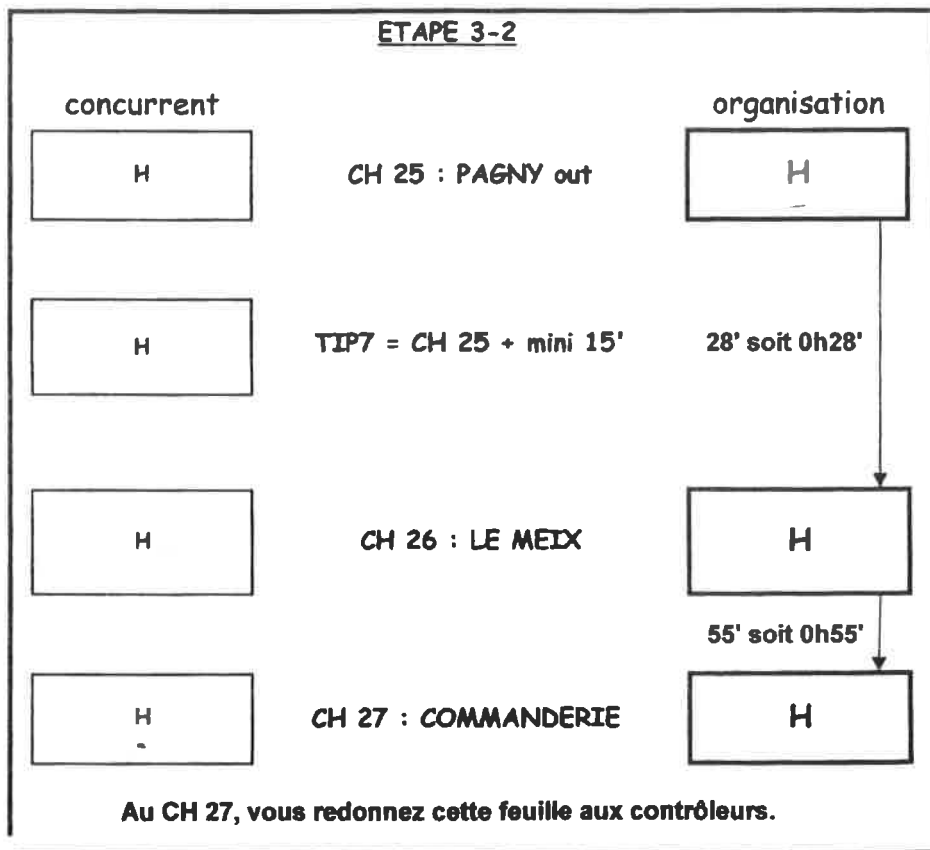 ETAPE 3-2
concurrent
organisation
H
CH 25 : PAGNY out
H
H
TIP7 = CH 25 + mini 15'
28' soit 0h28'
H
CH 26 : LE MEIX
H
55' soit 0h55'
H
CH 27 : COMMANDERIE
H
Au CH 27, vous redonnez cette feuille aux contrôleurs.